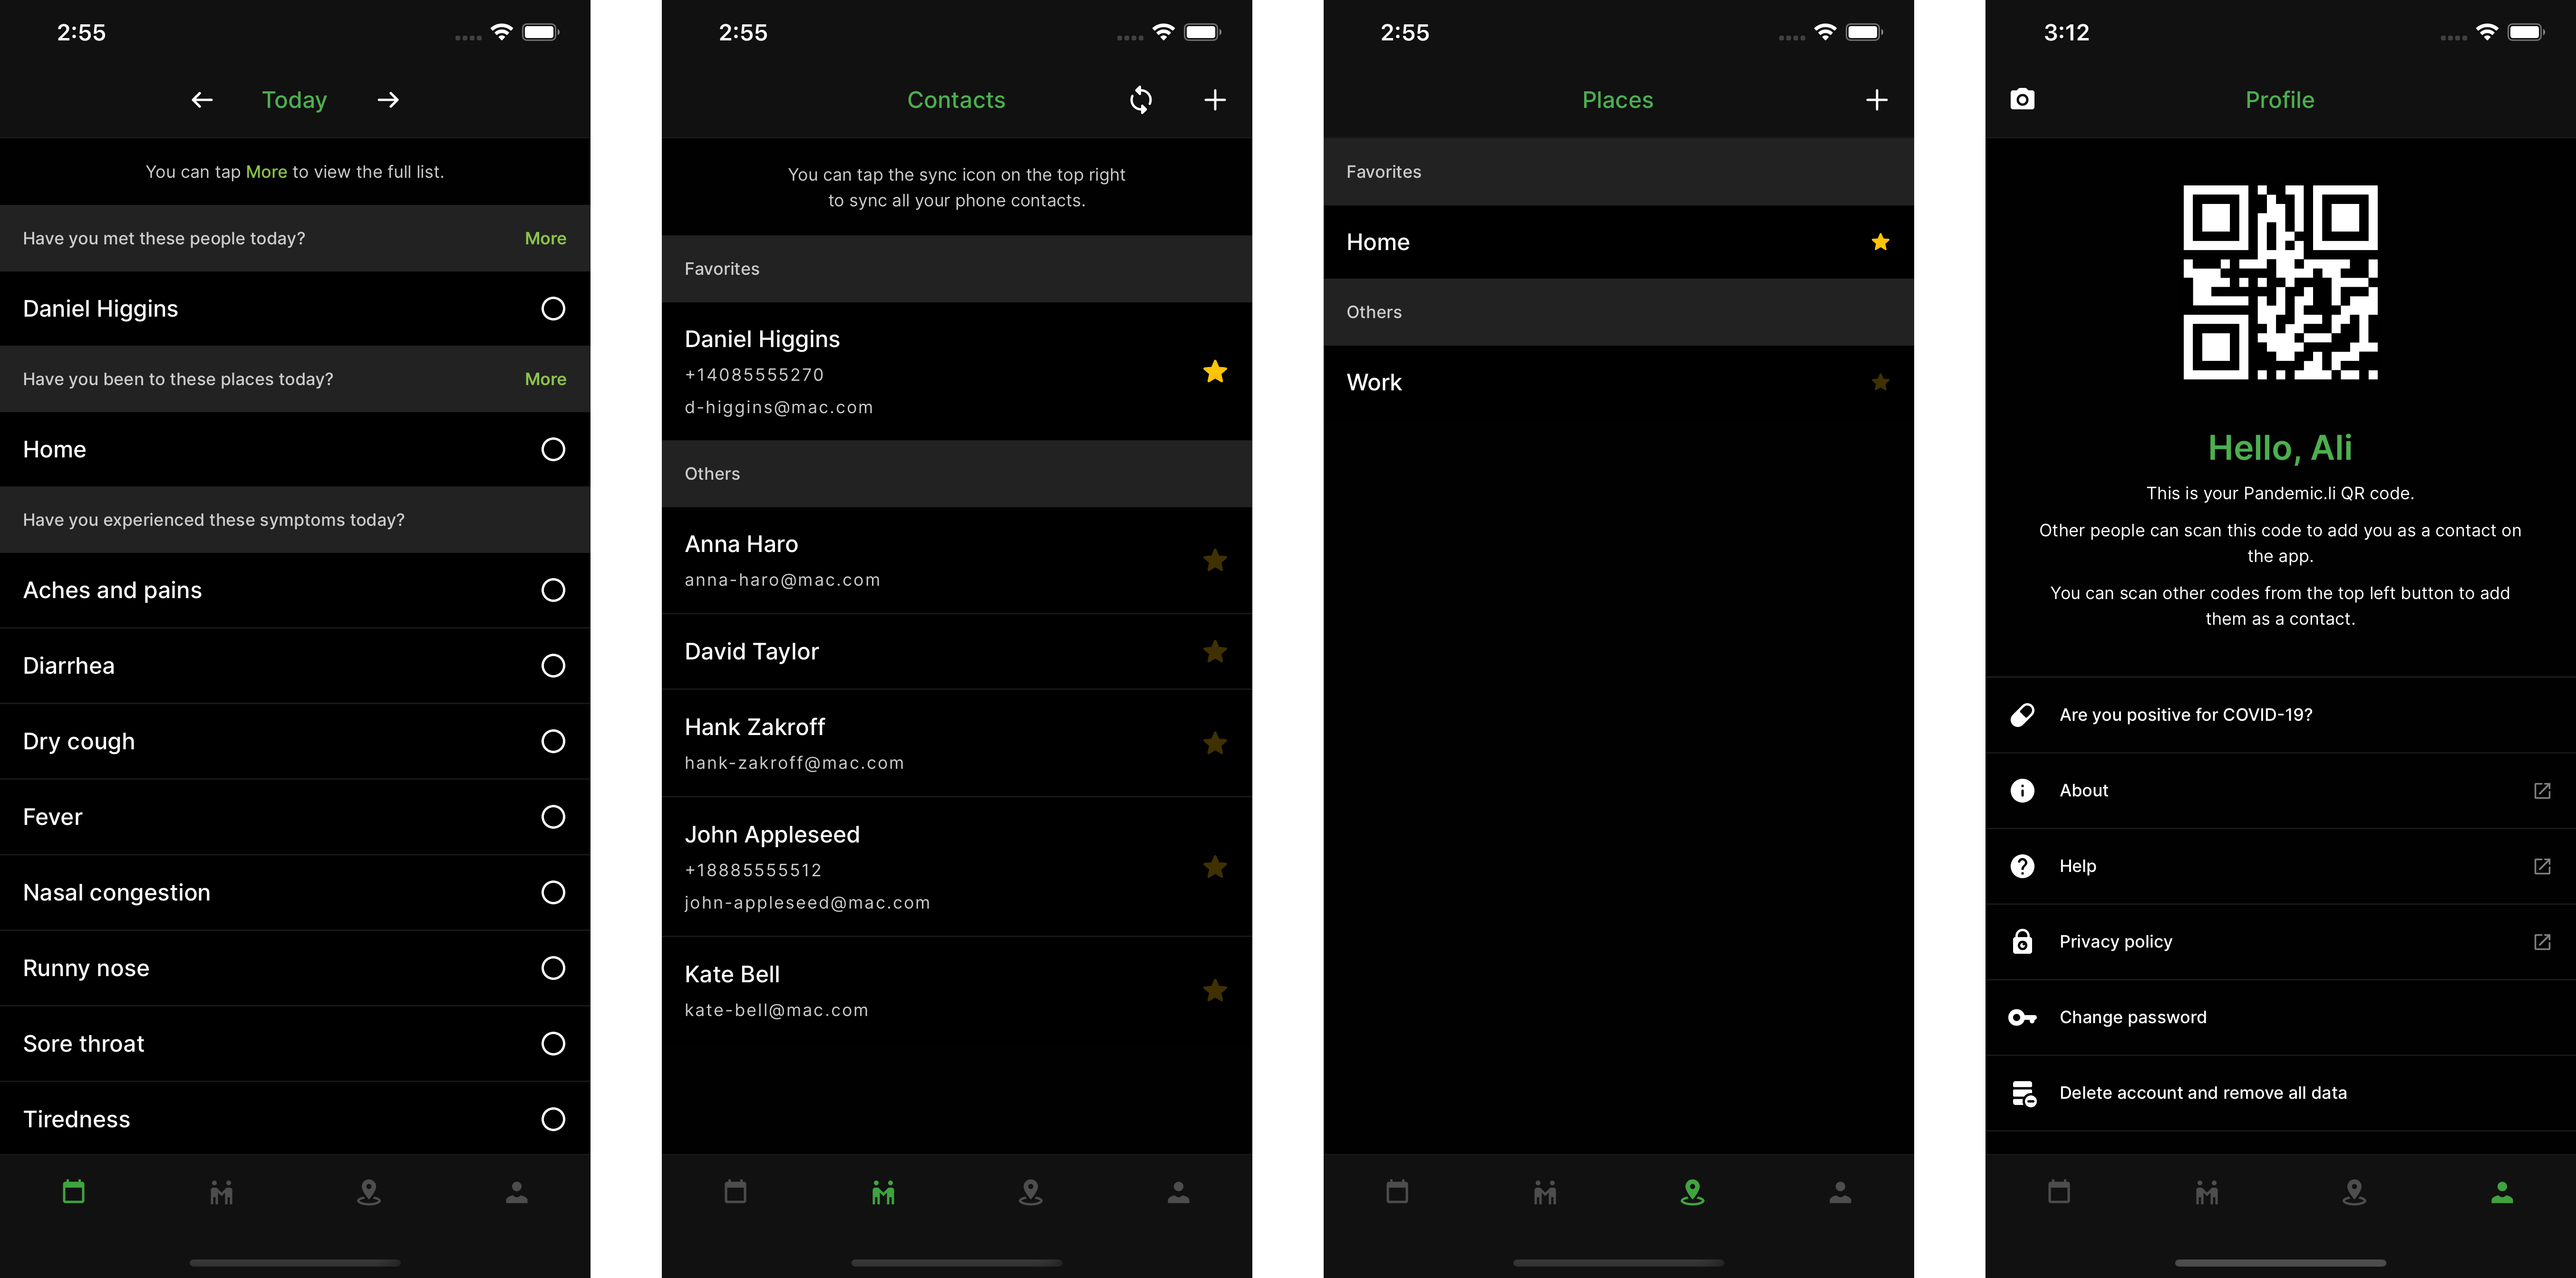 2:55
Today
You can tap More to view the full list.
Have you met these people today? More
Daniel Higgins
Have you been to these places today? More
Home
Have you experienced these symptoms today?
Aches and pains
Diarrhea
Dry cough
Fever
Nasal congestion
Runny nose
Sore throat
Tiredness
2:55
Contacts
You can tap the sync icon on the top right
to sync all your phone contacts.
Favorites
Daniel Higgins
+14085555270
d-higgins@mac.com
Others
Anna Haro
anna-haro@mac.com
David Taylor
Hank Zakroff
hank-zakroff@mac.com
John Appleseed
+18885555512
john-appleseed@mac.com
Kate Bell
kate-bell@mac.com
2:55
Places
Favorites
Home
Others
Work
3:12
Profile
Hello, Ali
This is your Pandemic.li QR code.
Other people can scan this code to add you as a contact on
the app.
You can scan other codes from the top left button to add
them as a contact.
Are you positive for COVID-19?
About
Help
Privacy policy
Change password
Delete account and remove all data